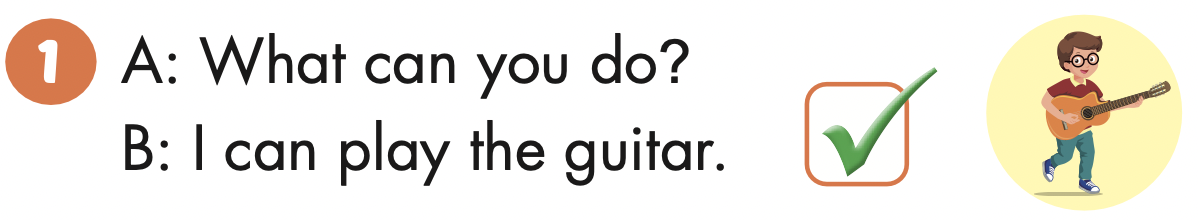 1 A: What can you do?
B: I can play the guitar.